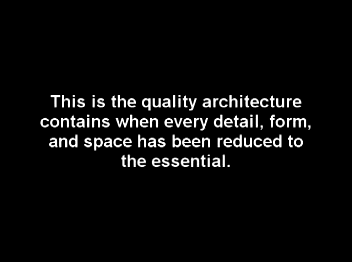 This is the quality architecture
contains when every detail, form,
and space has been reduced to
the essential.